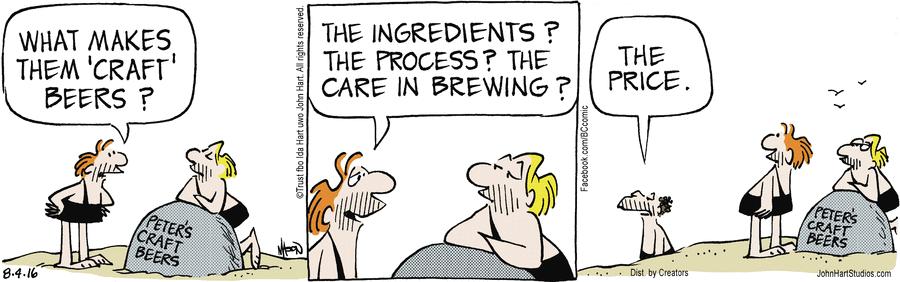 WHAT MAKES
THEM 'CRAFT'
BEERS?
PETER'S
CRAFT
BEERS
MASON
8.4.16
©Trust fbo Ida Hart uwo John Hart. All rights reserved.
THE INGREDIENTS?
THE PROCESS? THE
CARE IN BREWING?
Facebook.com/BCcomic
THE
PRICE.
PETER'S
CRAFT
BEERS
Dist. by Creators
JohnHartStudios.com